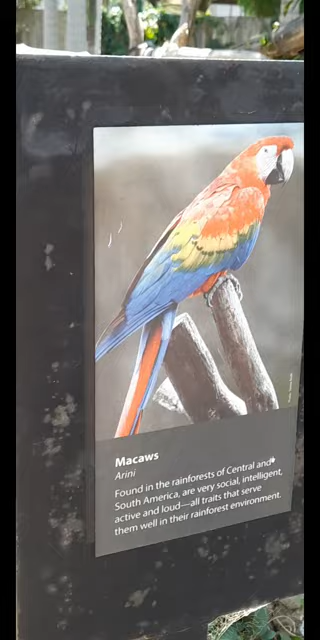 Macaws
Arini
Found in the rainforests of Central and
South America, are very social, intelligent,
active and loud—all traits that serve
them well in their rainforest environment.